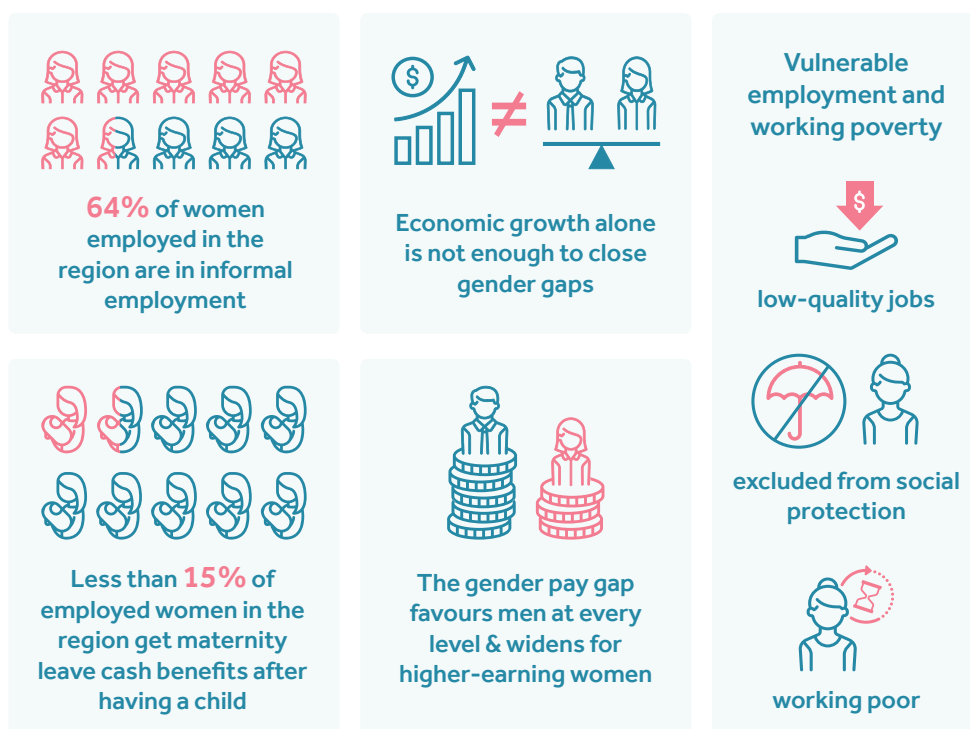 64% of women
employed in the
region are in informal
employment
Economic growth alone
is not enough to close
gender gaps
Vulnerable
employment and
working poverty
$
$
low-quality jobs
excluded from social
protection
working poor
Less than 15% of
employed women in the
region get maternity
leave cash benefits after
having a child
The gender pay gap
favours men at every
level & widens for
higher-earning women